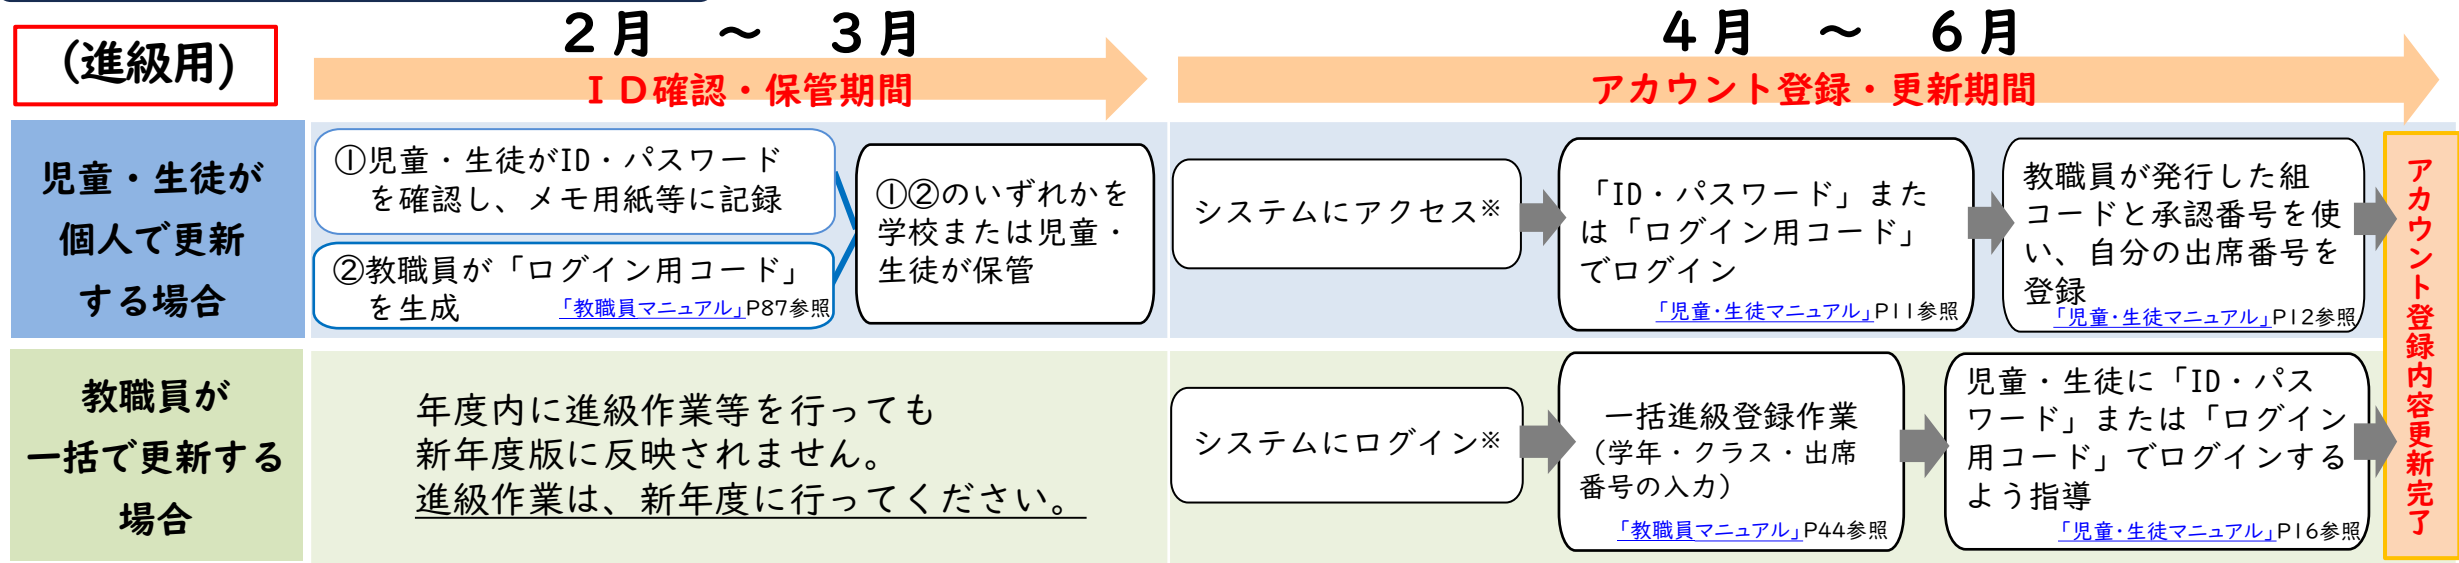 (進級用)
２月　～　３月
４月　～　６月
ＩＤ確認・保管期間
アカウント登録・更新期間
児童・生徒が
個人で更新
する場合
①児童・生徒がID・パスワード
を確認し、メモ用紙等に記録
②教職員が「ログイン用コード」
を生成　「教職員マニュアル」P87参照
①②のいずれかを
学校または児童・
生徒が保管
システムにアクセス※
「ID・パスワード」また
は「ログイン用コード」
でログイン
「児童・生徒マニュアル」P11参照
教職員が発行した組
コードと承認番号を使
い、自分の出席番号を
登録
「児童・生徒マニュアル」P12参照
教職員が
一括で更新する
場合
年度内に進級作業等を行っても
新年度版に反映されません。
進級作業は、新年度に行ってください。
システムにログイン※
一括進級登録作業
（学年・クラス・出席
番号の入力）
「教職員マニュアル」P44参照
児童・生徒に「ID・パス
ワード」または「ログイン
用コード」でログインする
よう指導
「児童・生徒マニュアル」P16参照
アカウント登録内容更新完了